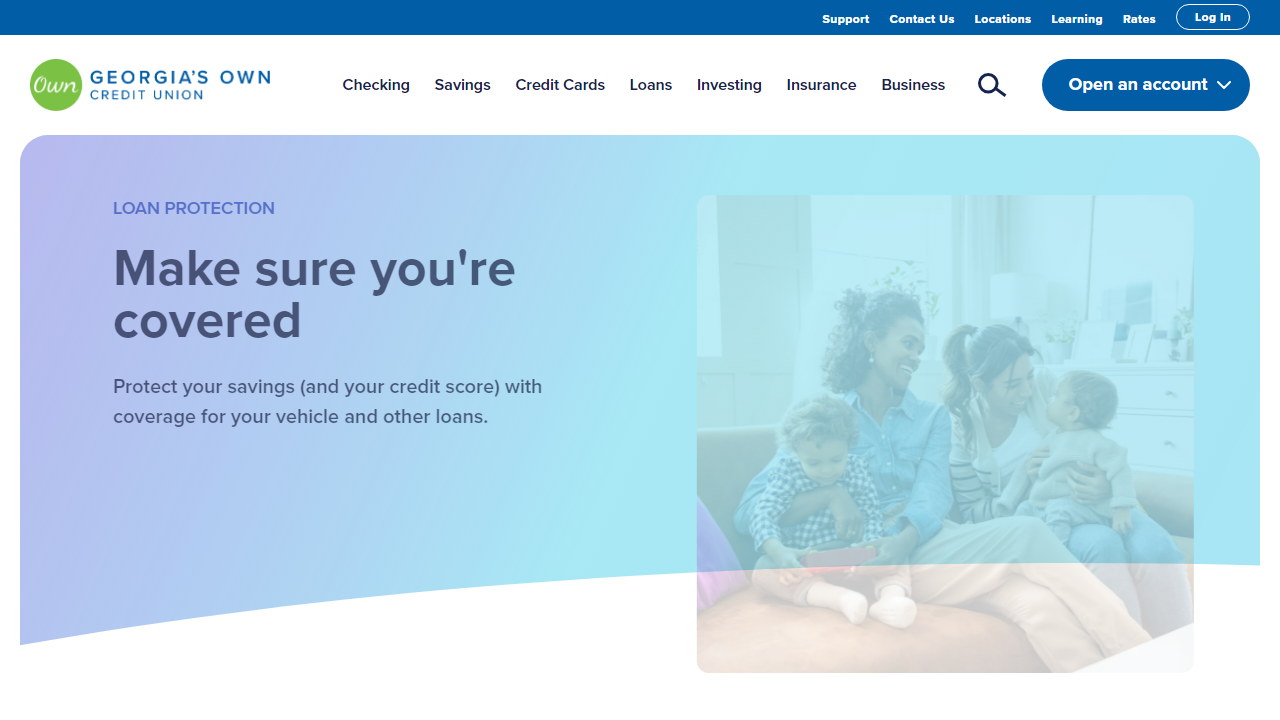 Support Contact Us Locations Learning Rates Log In
Own GEORGIA'S OWN
CREDIT UNION
Checking Savings Credit Cards Loans Investing Insurance Business Open an account
LOAN PROTECTION
Make sure you're
covered
Protect your savings (and your credit score) with
coverage for your vehicle and other loans.